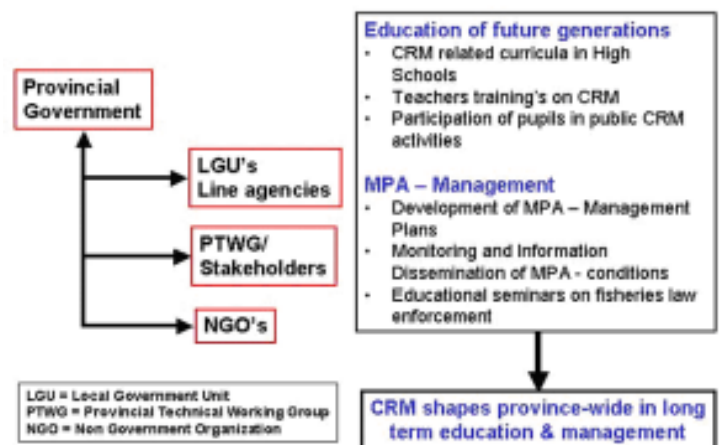 Provincial
Government
LGU's
Line agencies
PTWG/
Stakeholders
NGO's
LGU = Local Government Unit
PTWG = Provincial Technical Working Group
NGO = Non Government Organization
Education of future generations
• CRM related curricula in High
Schools
• Teachers training's on CRM
• Participation of pupils in public CRM
activities
MPA – Management
• Development of MPA – Management
Plans
• Monitoring and Information
Dissemination of MPA - conditions
• Educational seminars on fisheries law
enforcement
CRM shapes province-wide in long
term education & management